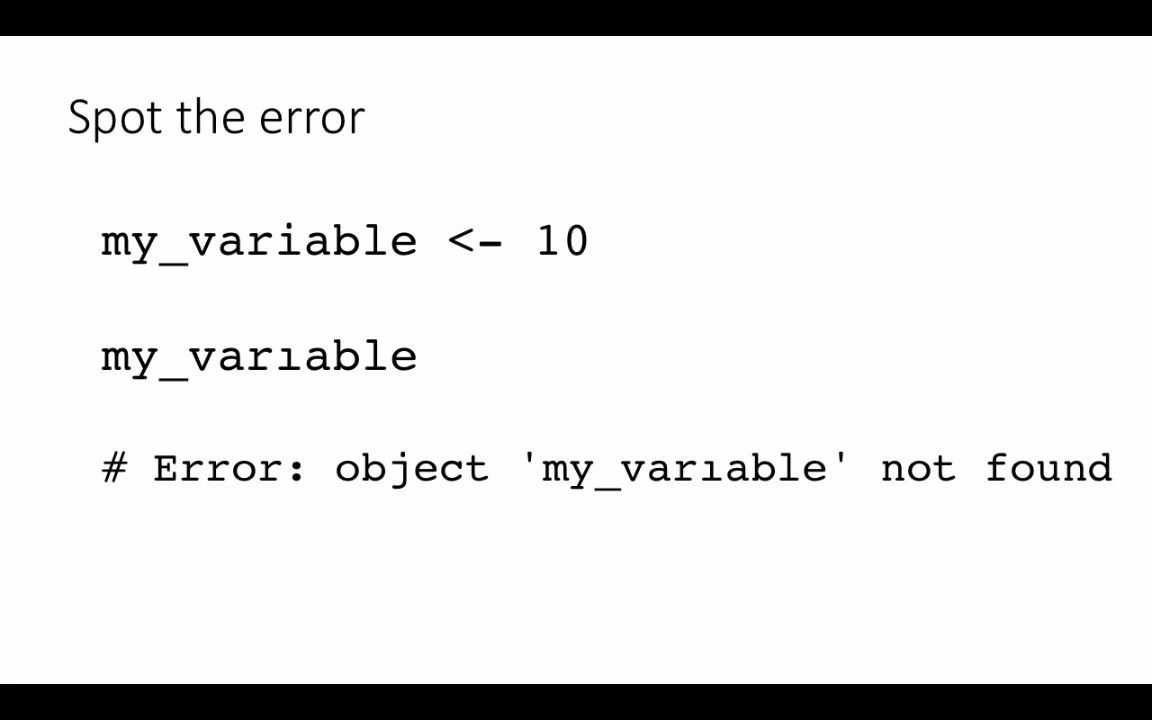 Spot the error
my_variable <- 10
my_varıable
# Error: object 'my_varıable' not found